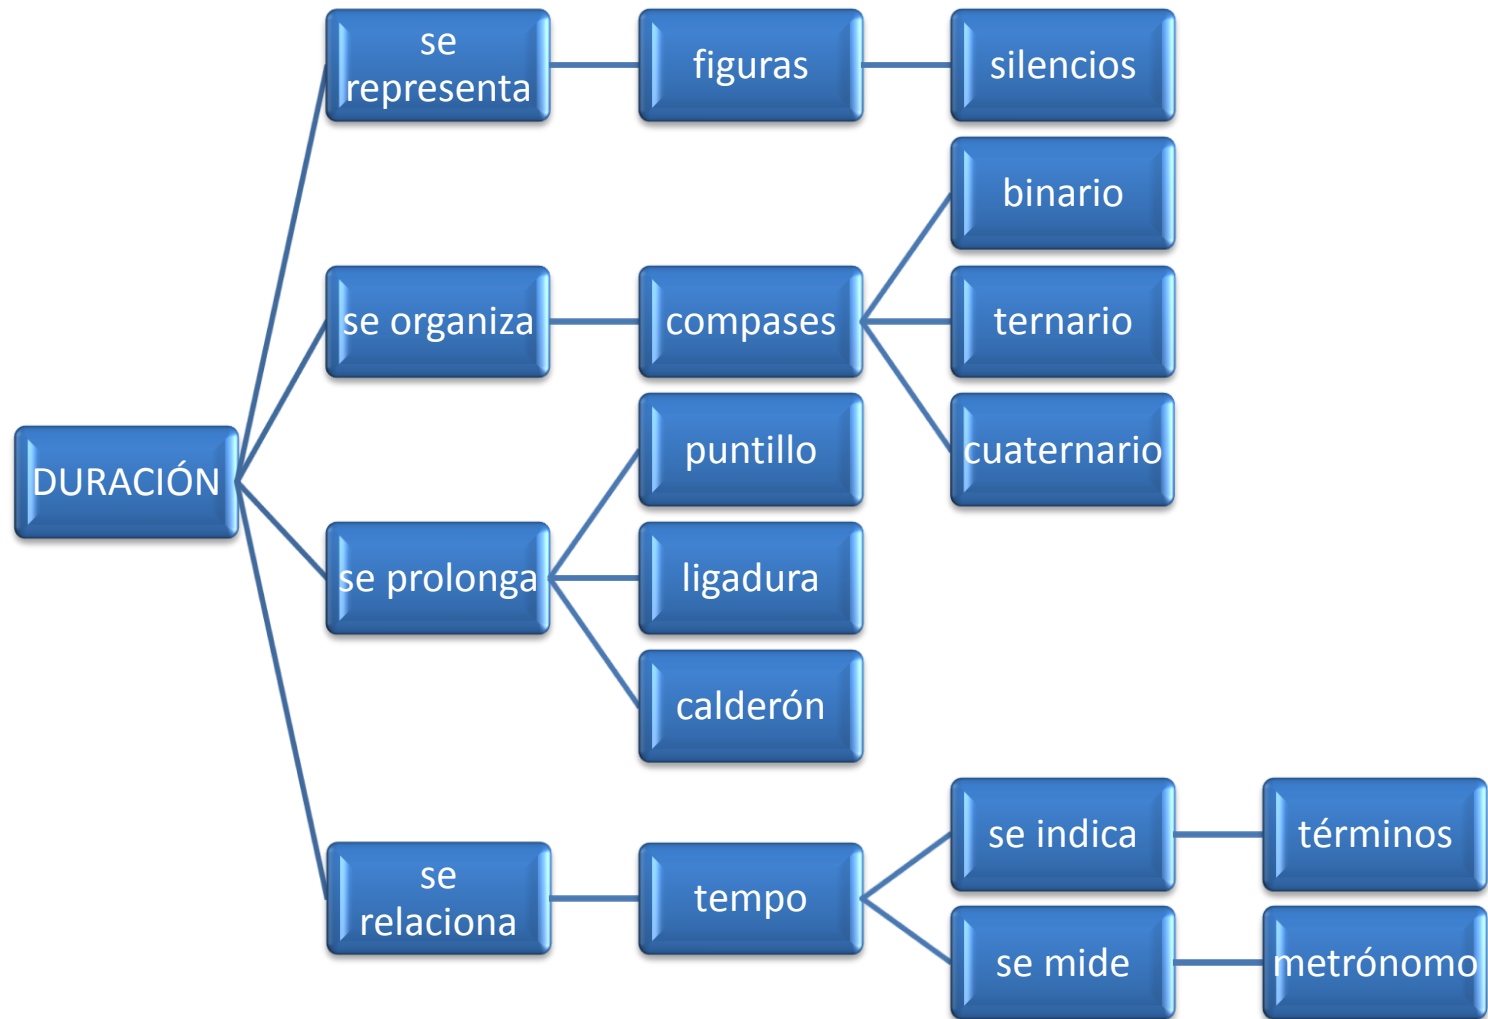 se
representa
figuras
silencios
binario
se organiza
compases
ternario
cuaternario
DURACIÓN
puntillo
se prolonga
ligadura
calderón
se indica
términos
se
relaciona
tempo
se mide
metrónomo